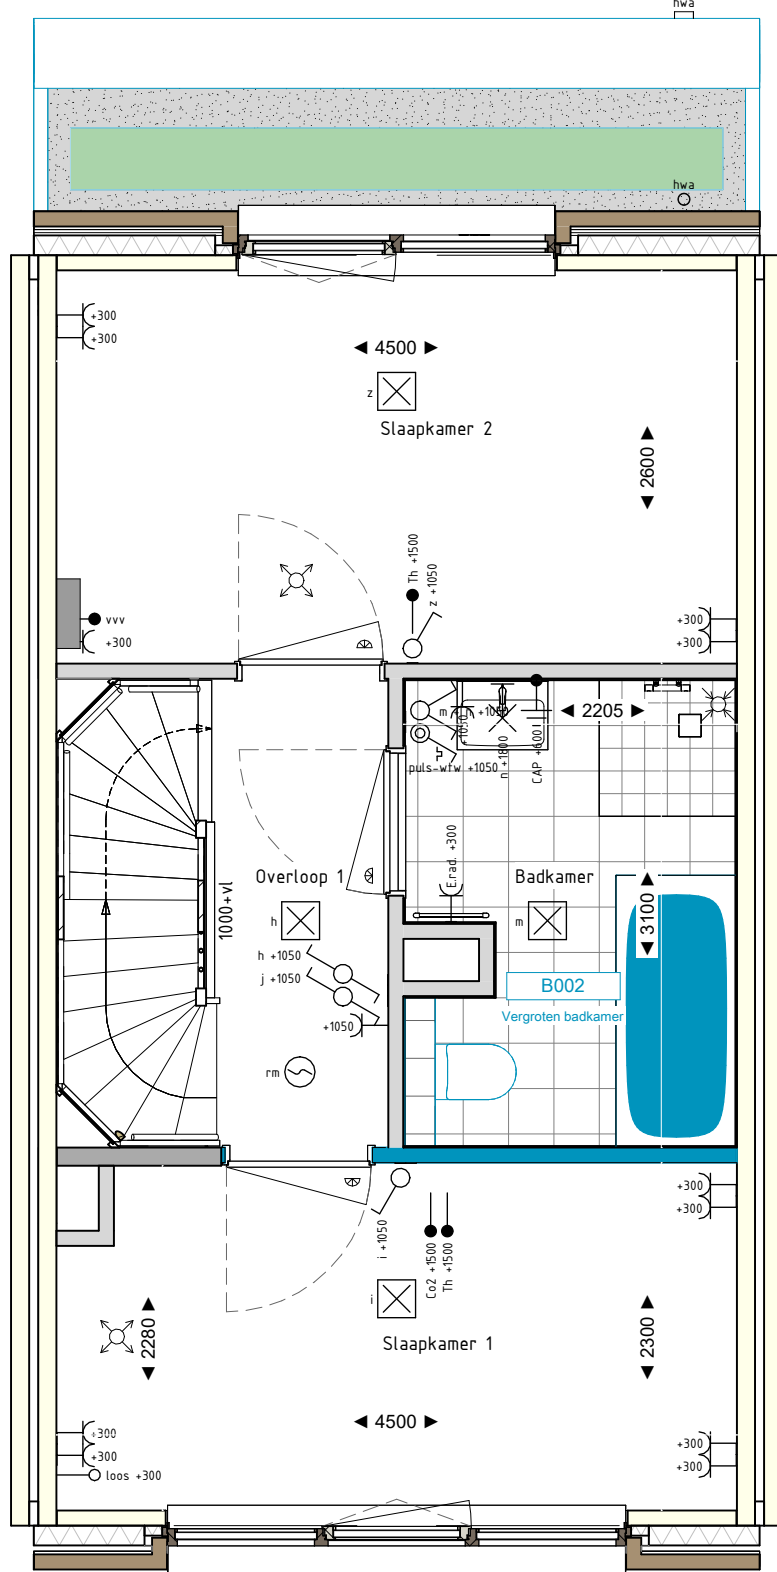 hwa
hwa
+300
+300
4500
z
Slaapkamer 2
2600
Th +1500
z +1050
vvv
+300
+300
+300
m
+1050
+1050
2205
puls-wtw +1050
n +1800
CAP +600
E.rad. +300
Overloop 1
Badkamer
1000+vl
h
m
3100
h +1050
j +1050
+1050
B002
Vergroten badkamer
rm
+300
+300
i +1050
Co2 +1500
Th +1500
i
2280
2300
Slaapkamer 1
4500
+300
+300
+300
+300
loos +300